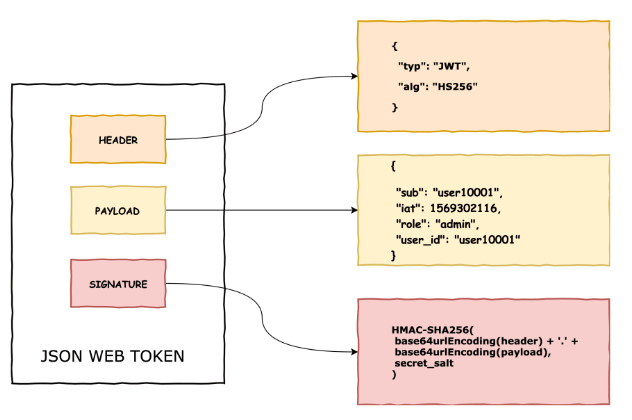 HEADER
PAYLOAD
SIGNATURE
JSON WEB TOKEN
{
"typ": "JWT",
"alg": "HS256"
}
{
"sub": "user10001",
"iat": 1569302116,
"role": "admin",
"user_id": "user10001"
}
HMAC-SHA256(
base64urlEncoding(header) + '.' +
base64urlEncoding(payload),
secret_salt
)